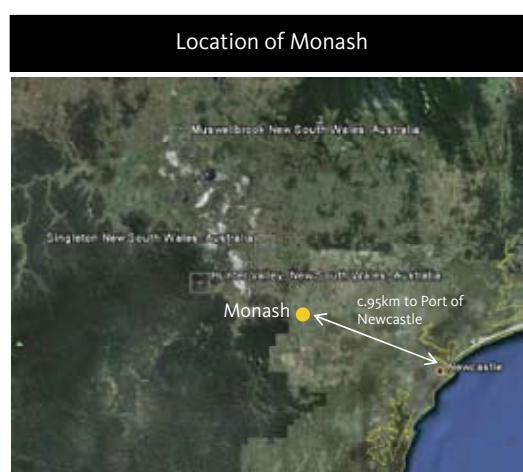 Location of Monash
Muswellbrook New South Wales, Australia
Singleton New South Wales, Australia
Hunter Valley, New South Wales, Australia
Monash
c.95km to Port of
Newcastle
Newcastle